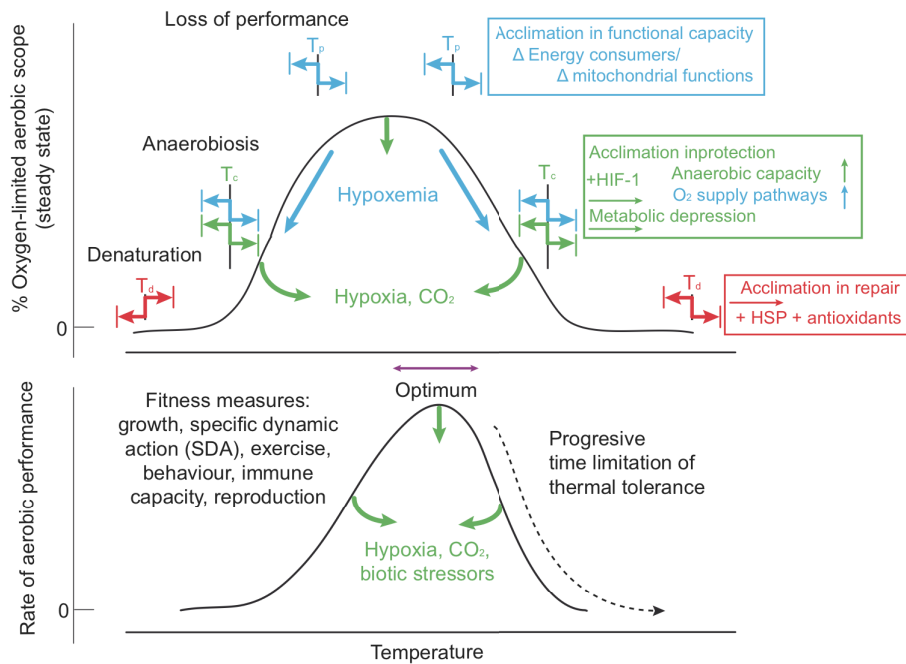 Loss of performance
Tp
Tp
Acclimation in functional capacity
Δ Energy consumers/
Δ mitochondrial functions
% Oxygen-limited aerobic scope
(steady state)
Anaerobiosis
Tc
Tc
Hypoxemia
Acclimation inprotection
Anaerobic capacity
+HIF-1
O2 supply pathways
Metabolic depression
Denaturation
Td
Td
Hypoxia, CO2
Acclimation in repair
+ HSP + antioxidants
0
Optimum
Rate of aerobic performance
Fitness measures:
growth, specific dynamic
action (SDA), exercise,
behaviour, immune
capacity, reproduction
Progresive
time limitation of
thermal tolerance
Hypoxia, CO2,
biotic stressors
0
Temperature